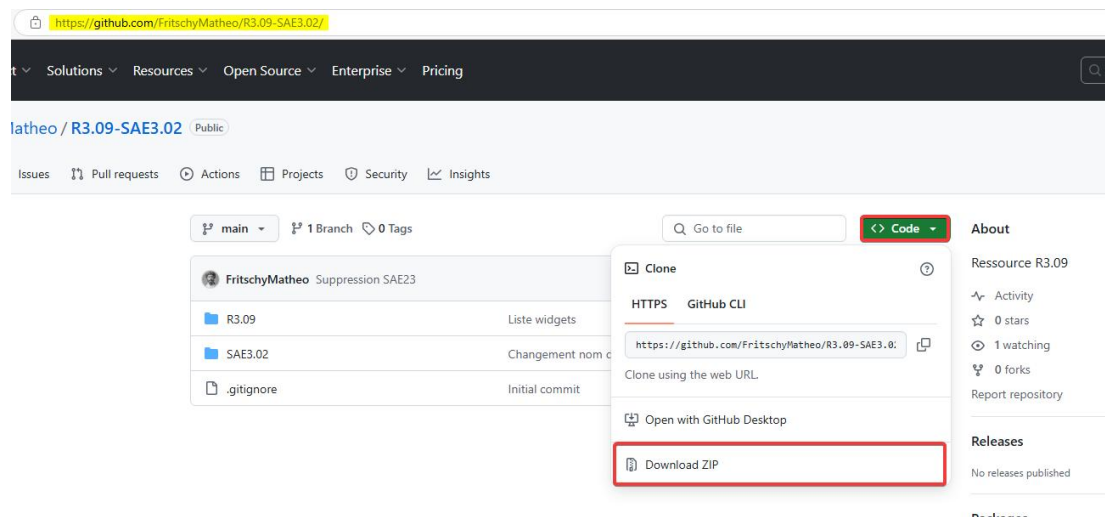 https://github.com/FritschyMatheo/R3.09-SAE3.02/
Solutions Resources Open Source Enterprise Pricing
/ R3.09-SAE3.02 Public
Issues Pull requests Actions Projects Security Insights
main 1 Branch 0 Tags Go to file <> Code About
Clone
Ressource R3.09
FritschyMatheo Suppression SAE23
HTTPS GitHub CLI
Activity
R3.09 Liste widgets
0 stars
https://github.com/FritschyMatheo/R3.09-SAE3.0
1 watching
SAE3.02 Changement nom
Clone using the web URL.
0 forks
.gitignore Initial commit
Report repository
Open with GitHub Desktop
Releases
Download ZIP
No releases published